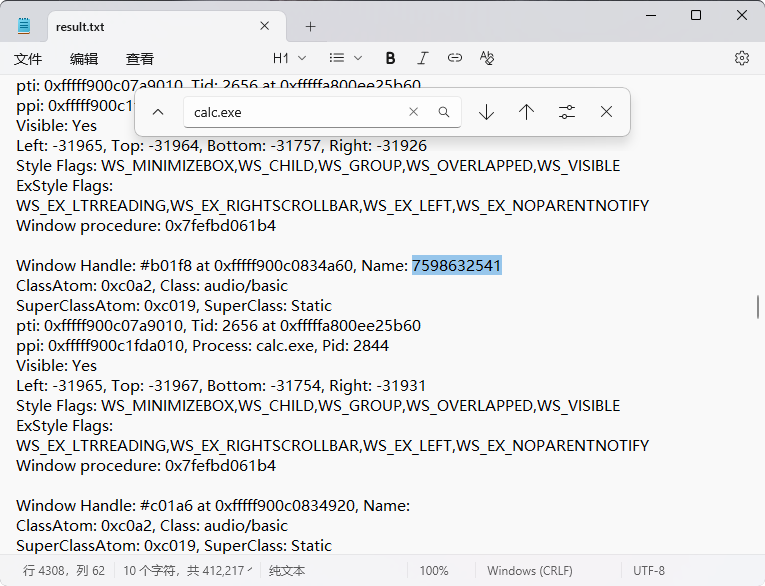 result.txt
文件 编辑 查看 H1 B I
pti: 0xfffff900c07a9010, Tid: 2656 at 0xfffffa800ee25b60
ppi: 0xfffff900c1
calc.exe
Visible: Yes
Left: -31965, Top: -31964, Bottom: -31757, Right: -31926
Style Flags: WS_MINIMIZEBOX,WS_CHILD,WS_GROUP,WS_OVERLAPPED,WS_VISIBLE
ExStyle Flags:
WS_EX_LTRREADING,WS_EX_RIGHTSCROLLBAR,WS_EX_LEFT,WS_EX_NOPARENTNOTIFY
Window procedure: 0x7fefbd061b4
Window Handle: #b01f8 at 0xfffff900c0834a60, Name: 7598632541
ClassAtom: 0xc0a2, Class: audio/basic
SuperClassAtom: 0xc019, SuperClass: Static
pti: 0xfffff900c07a9010, Tid: 2656 at 0xfffffa800ee25b60
ppi: 0xfffff900c1fda010, Process: calc.exe, Pid: 2844
Visible: Yes
Left: -31965, Top: -31967, Bottom: -31754, Right: -31931
Style Flags: WS_MINIMIZEBOX,WS_CHILD,WS_GROUP,WS_OVERLAPPED,WS_VISIBLE
ExStyle Flags:
WS_EX_LTRREADING,WS_EX_RIGHTSCROLLBAR,WS_EX_LEFT,WS_EX_NOPARENTNOTIFY
Window procedure: 0x7fefbd061b4
Window Handle: #c01a6 at 0xfffff900c0834920, Name:
ClassAtom: 0xc0a2, Class: audio/basic
SuperClassAtom: 0xc019, SuperClass: Static
行 4308，列 62 10 个字符，共 412,217 纯文本 100% Windows (CRLF) UTF-8